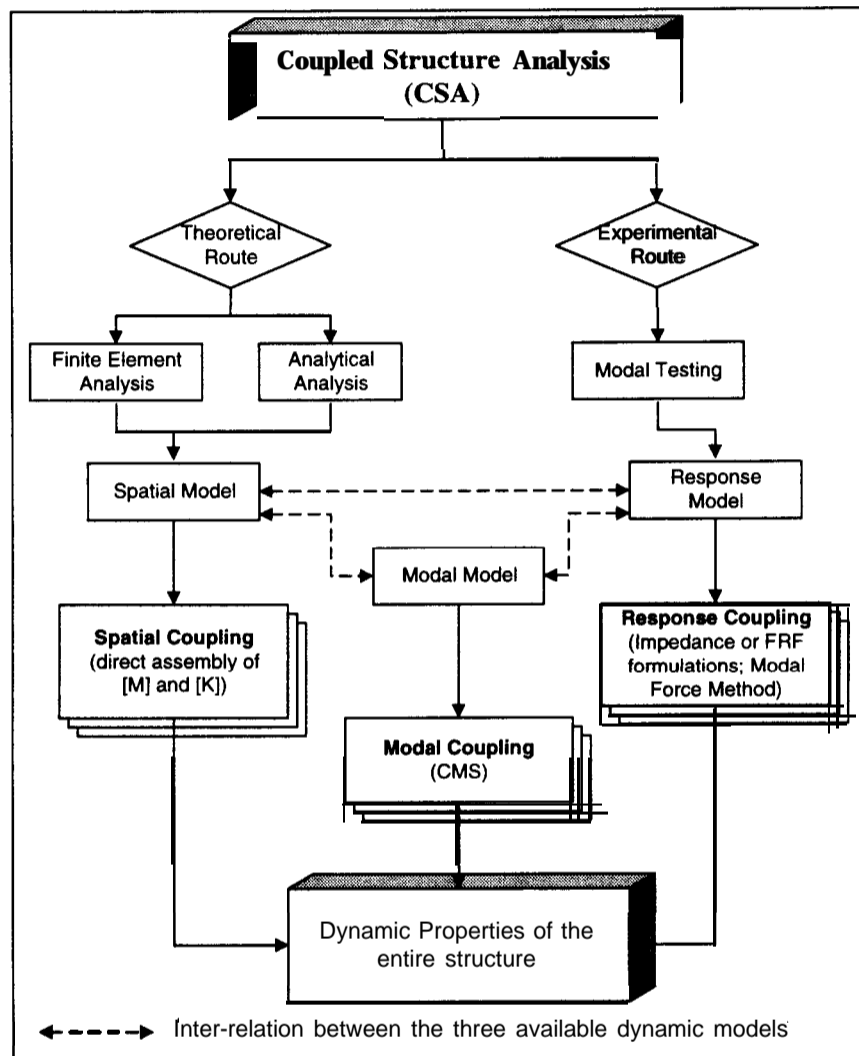 Coupled Structure Analysis
(CSA)
Theoretical
Route
Experimental
Route
Finite Element
Analysis
Analytical
Analysis
Modal Testing
Spatial Model
Response
Model
Modal Model
Spatial Coupling
(direct assembly of
[M] and [K])
Response Coupling
(Impedance or FRF
formulations; Modal
Force Method)
Modal Coupling
(CMS)
Dynamic Properties of the
entire structure
Inter-relation between the three available dynamic models